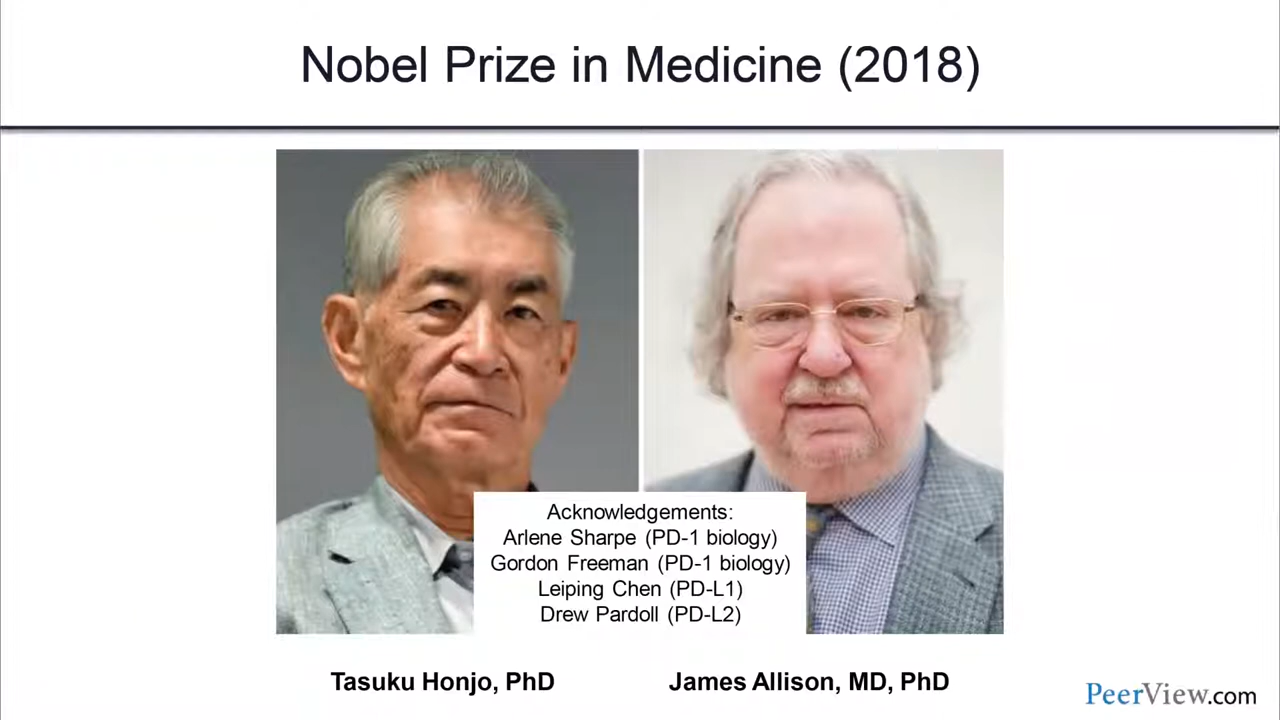 Nobel Prize in Medicine (2018)
Acknowledgements:
Arlene Sharpe (PD-1 biology)
Gordon Freeman (PD-1 biology)
Leiping Chen (PD-L1)
Drew Pardoll (PD-L2)
Tasuku Honjo, PhD
James Allison, MD, PhD
PeerView.com